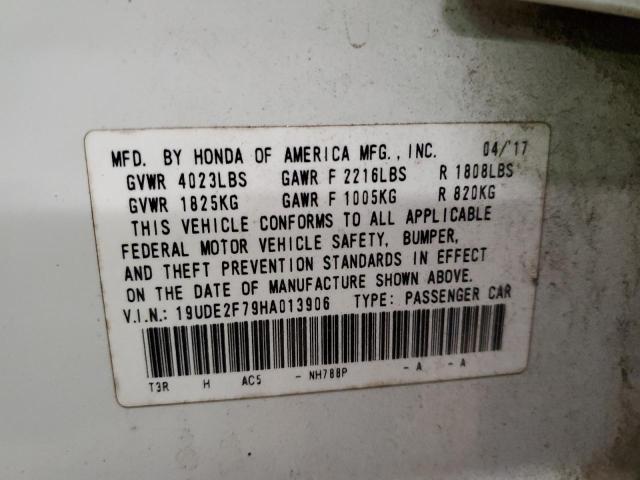 MFD. BY HONDA OF AMERICA MFG., INC. 04/'17
GVWR 4023LBS GAWR F 2216LBS R 1808LBS
GVWR 1825KG GAWR F 1005KG R 820KG
THIS VEHICLE CONFORMS TO ALL APPLICABLE
FEDERAL MOTOR VEHICLE SAFETY, BUMPER,
AND THEFT PREVENTION STANDARDS IN EFFECT
ON THE DATE OF MANUFACTURE SHOWN ABOVE.
V.I.N.: 19UDE2F79HA013906 TYPE: PASSENGER CAR
T3R H AC5 - NH788P - A - A